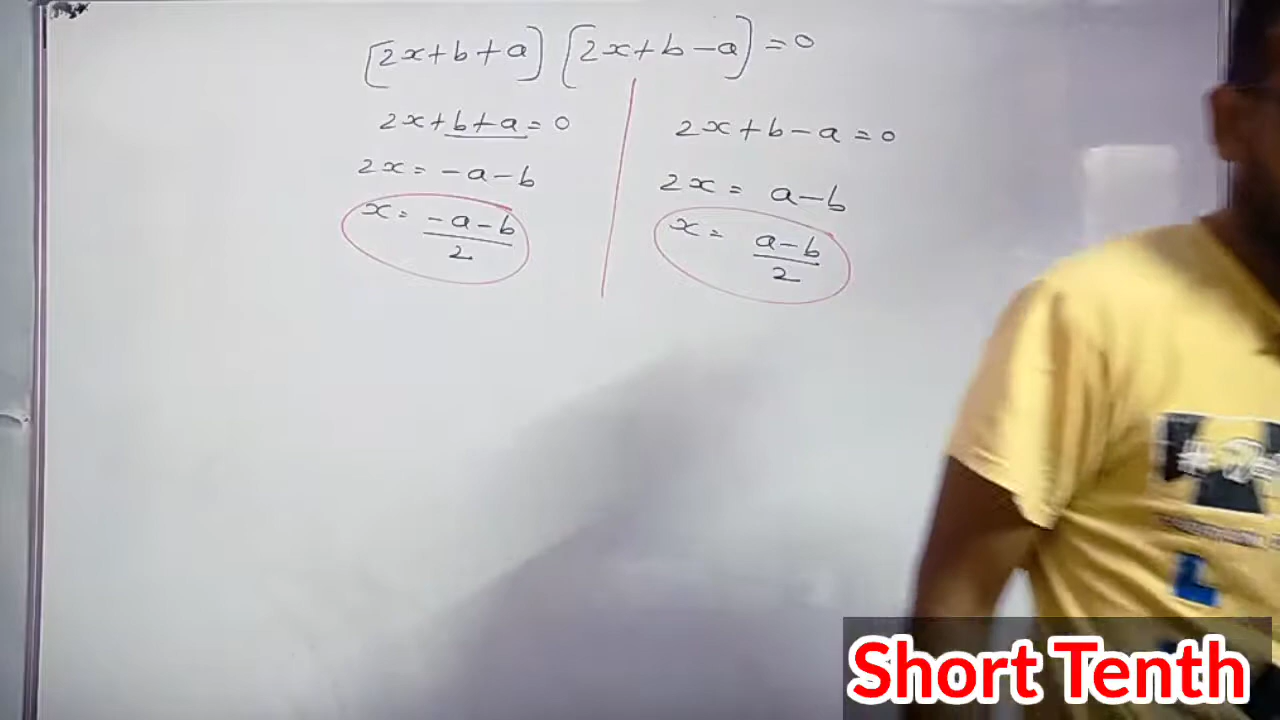 [2x+b+a] [2x+b-a] = 0
2x+b+a = 0
2x = -a-b
x = -a-b/2
2x+b-a = 0
2x = a-b
x = a-b/2
Short Tenth